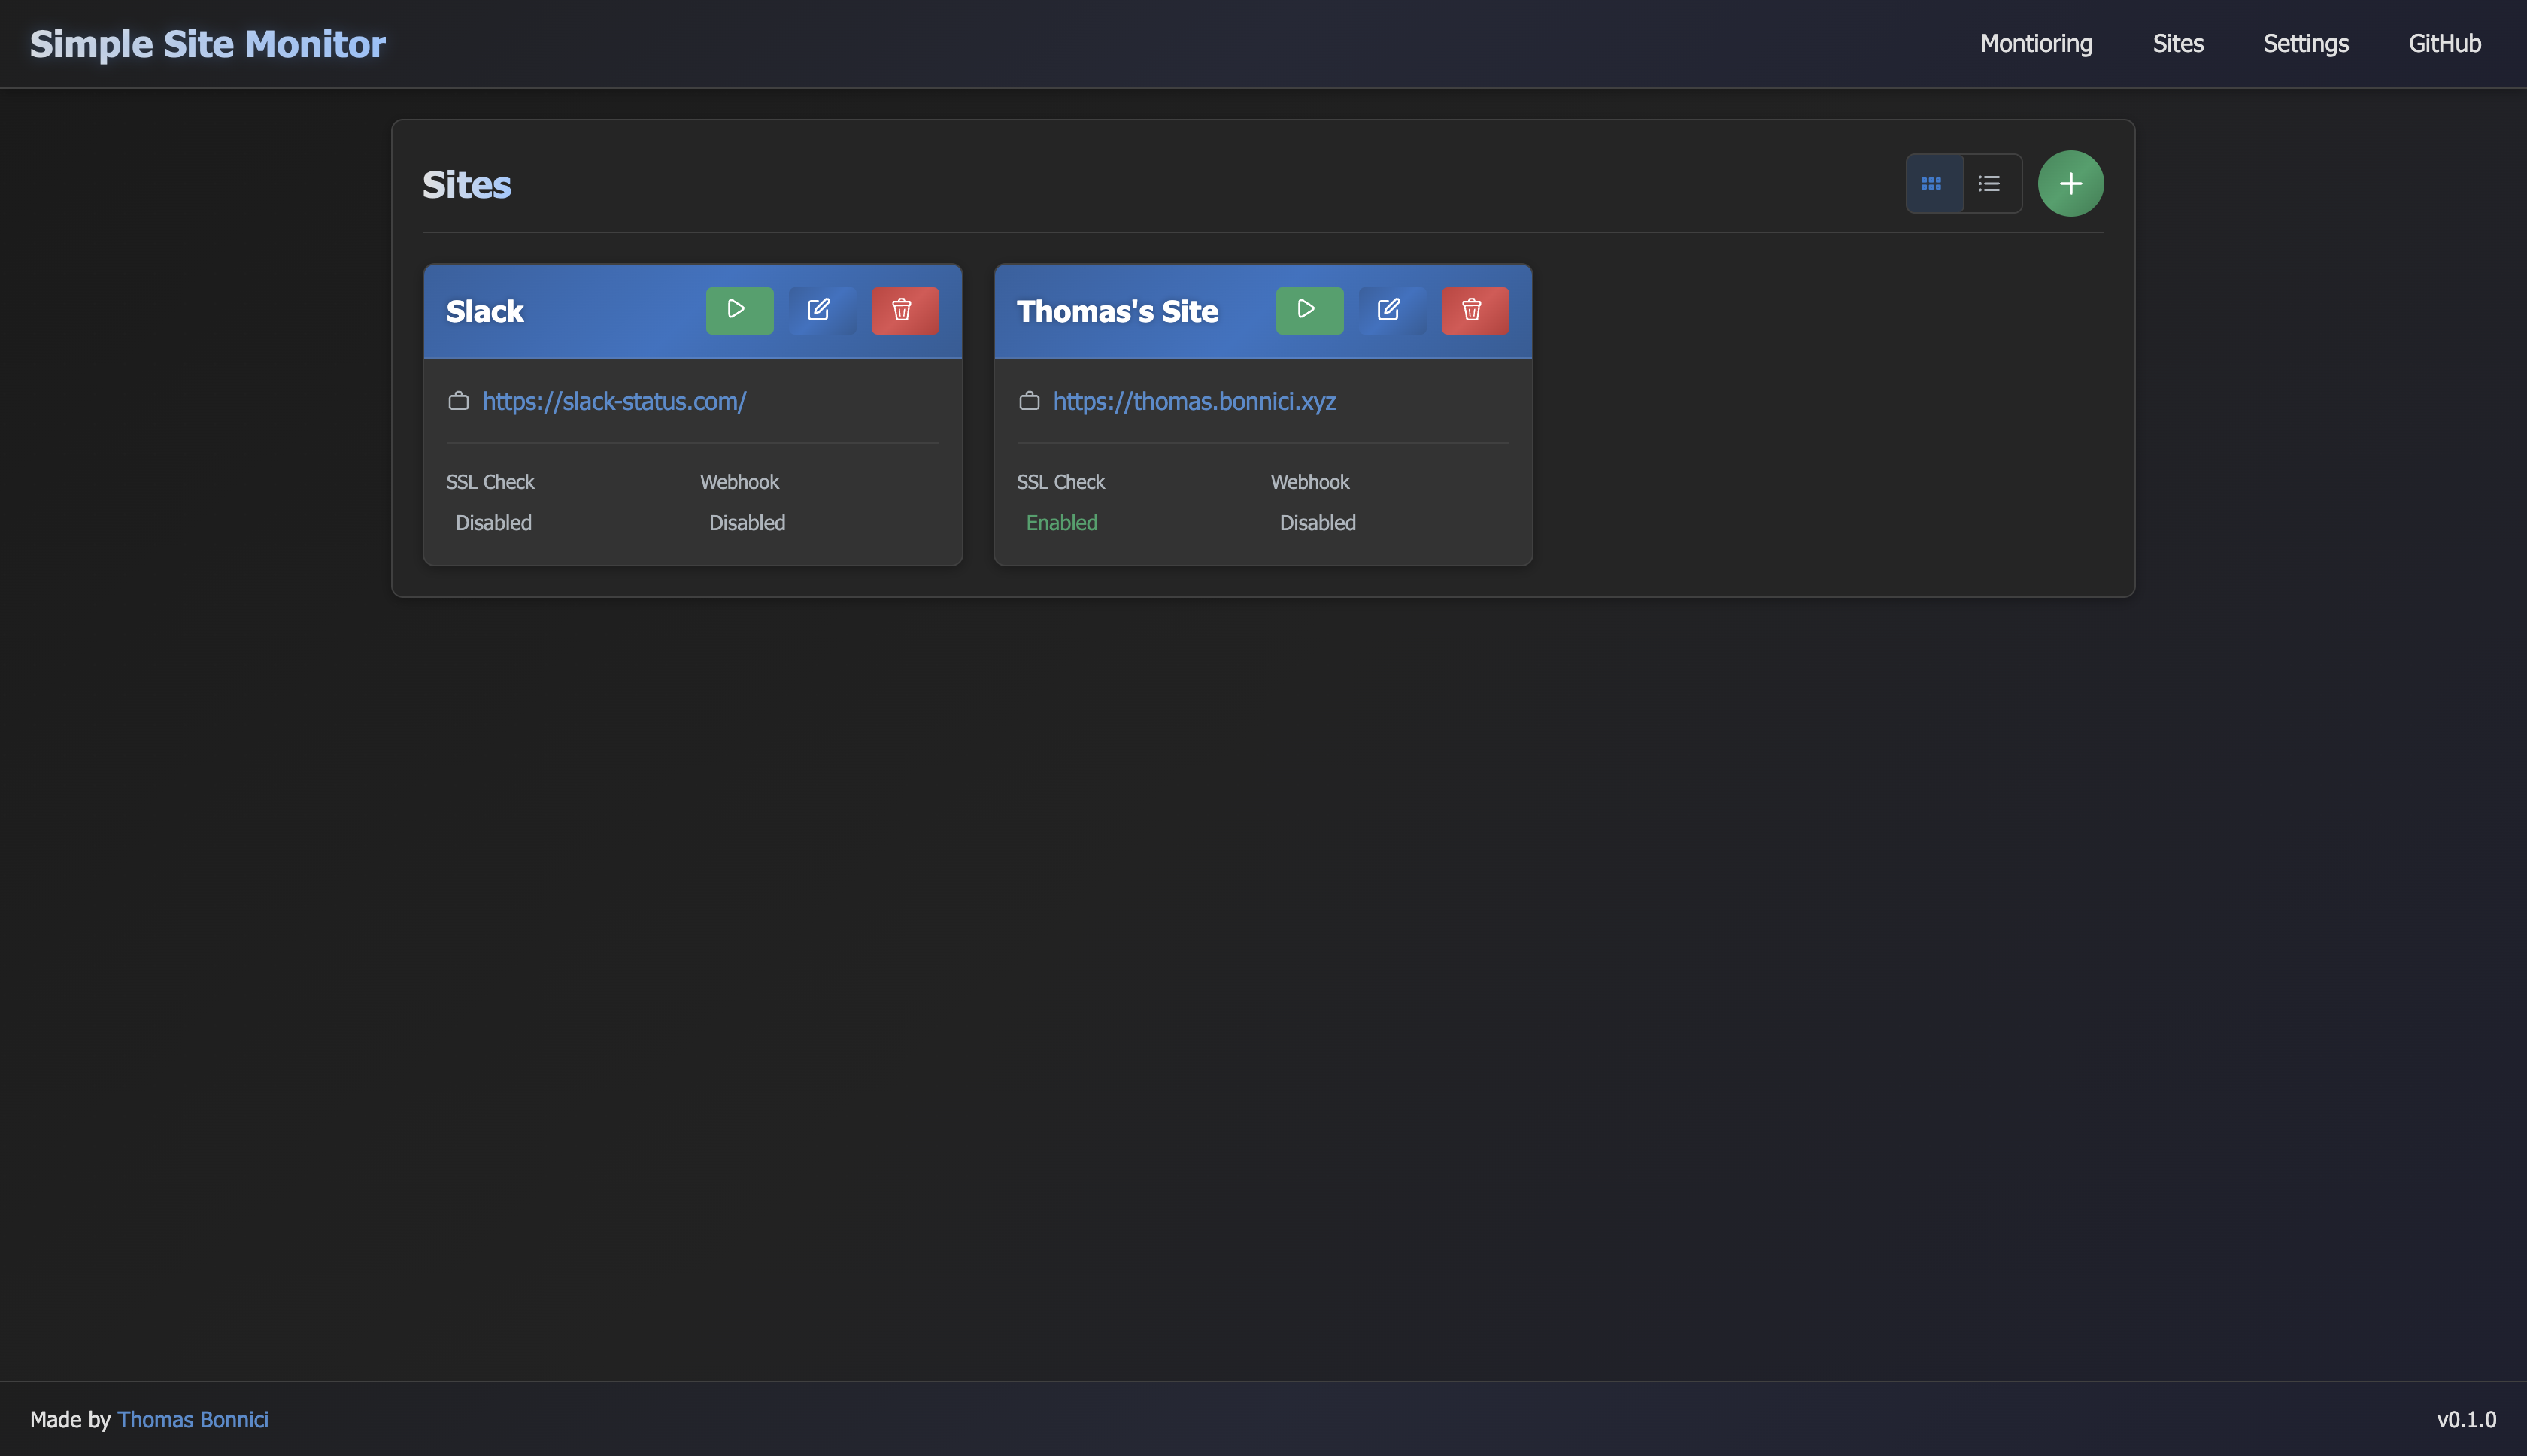 Simple Site Monitor
Montioring Sites Settings GitHub
Sites
Slack
https://slack-status.com/
SSL Check Webhook
Disabled Disabled
Thomas's Site
https://thomas.bonnici.xyz
SSL Check Webhook
Enabled Disabled
Made by Thomas Bonnici
v0.1.0